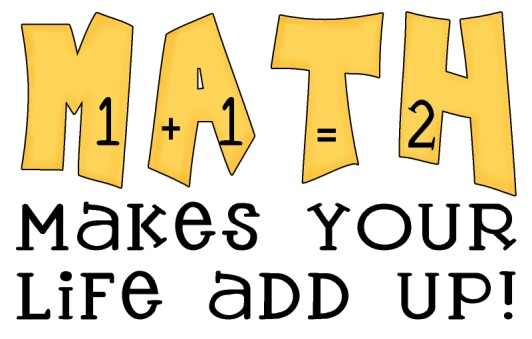 MATH
1 + 1 = 2
Makes Your
Life add up!